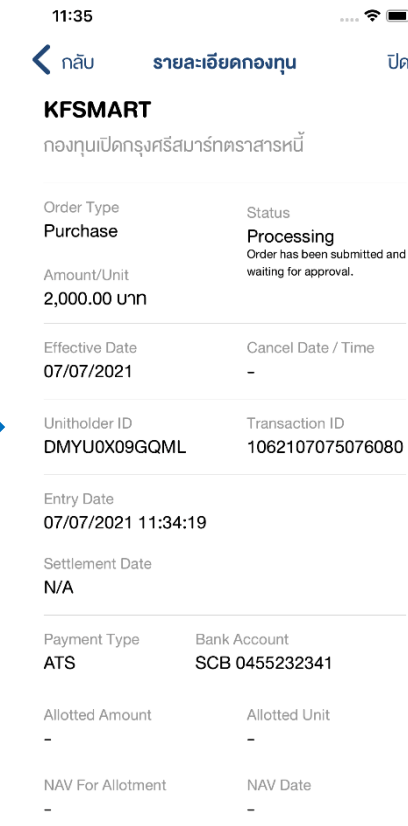 11:35
กลับ รายละเอียดกองทุน ปิด
KFSMART
กองทุนเปิดกรุงศรีสมาร์ทตราสารหนี้
Order Type Status
Purchase Processing
Order has been submitted and
waiting for approval.
Amount/Unit
2,000.00 บาท
Effective Date Cancel Date / Time
07/07/2021 -
Unitholder ID Transaction ID
DMYU0X09GQML 1062107075076080
Entry Date
07/07/2021 11:34:19
Settlement Date
N/A
Payment Type Bank Account
ATS SCB 0455232341
Allotted Amount Allotted Unit
- -
NAV For Allotment NAV Date
- -